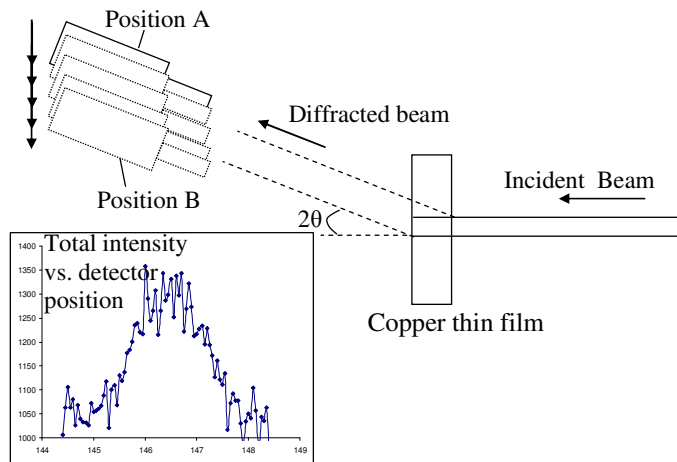 Position A
Diffracted beam
Position B
Incident Beam
2θ
Total intensity
vs. detector
position
Copper thin film
1400
1350
1300
1250
1200
1150
1100
1050
1000
144
145
146
147
148
149